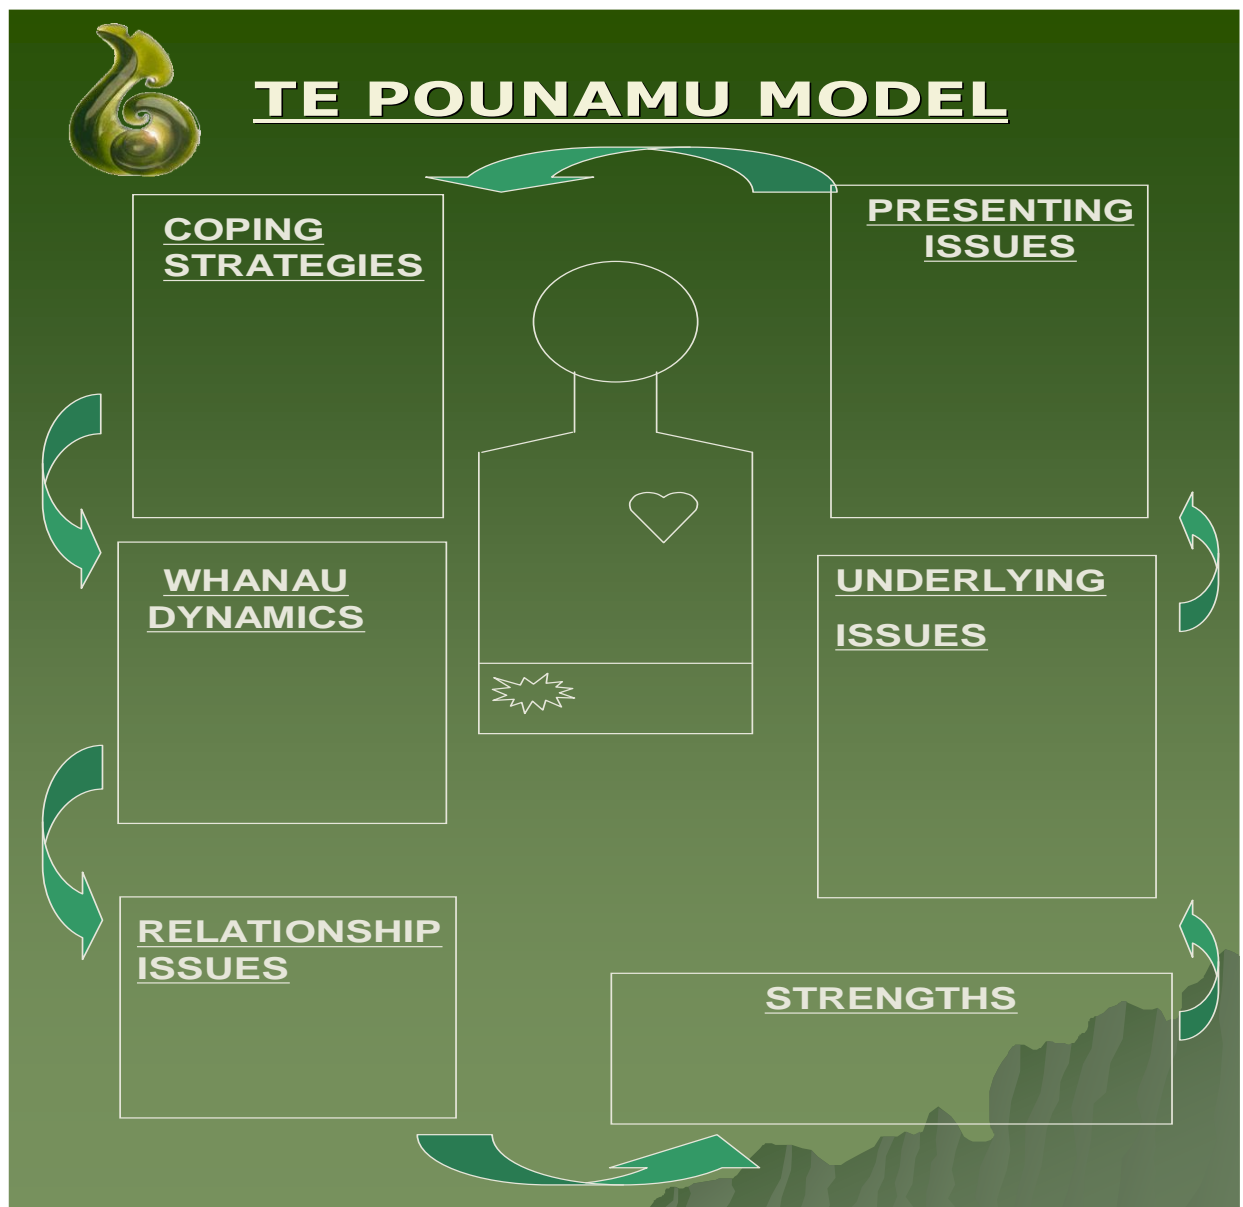 TE POUNAMU MODEL
COPING
STRATEGIES
PRESENTING
ISSUES
WHANAU
DYNAMICS
UNDERLYING
ISSUES
RELATIONSHIP
ISSUES
STRENGTHS